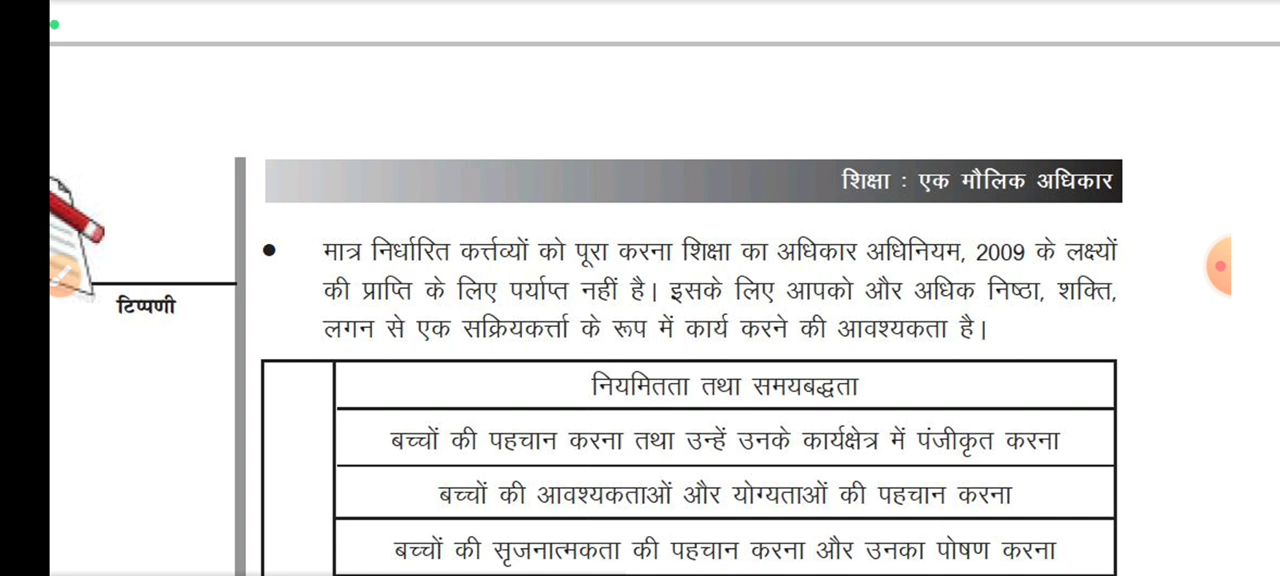 शिक्षा : एक मौलिक अधिकार
● मात्र निर्धारित कर्त्तव्यों को पूरा करना शिक्षा का अधिकार अधिनियम, 2009 के लक्ष्यों
की प्राप्ति के लिए पर्याप्त नहीं है। इसके लिए आपको और अधिक निष्ठा, शक्ति,
लगन से एक सक्रियकर्त्ता के रूप में कार्य करने की आवश्यकता है।
टिप्पणी
नियमितता तथा समयबद्धता
बच्चों की पहचान करना तथा उन्हें उनके कार्यक्षेत्र में पंजीकृत करना
बच्चों की आवश्यकताओं और योग्यताओं की पहचान करना
बच्चों की सृजनात्मकता की पहचान करना और उनका पोषण करना